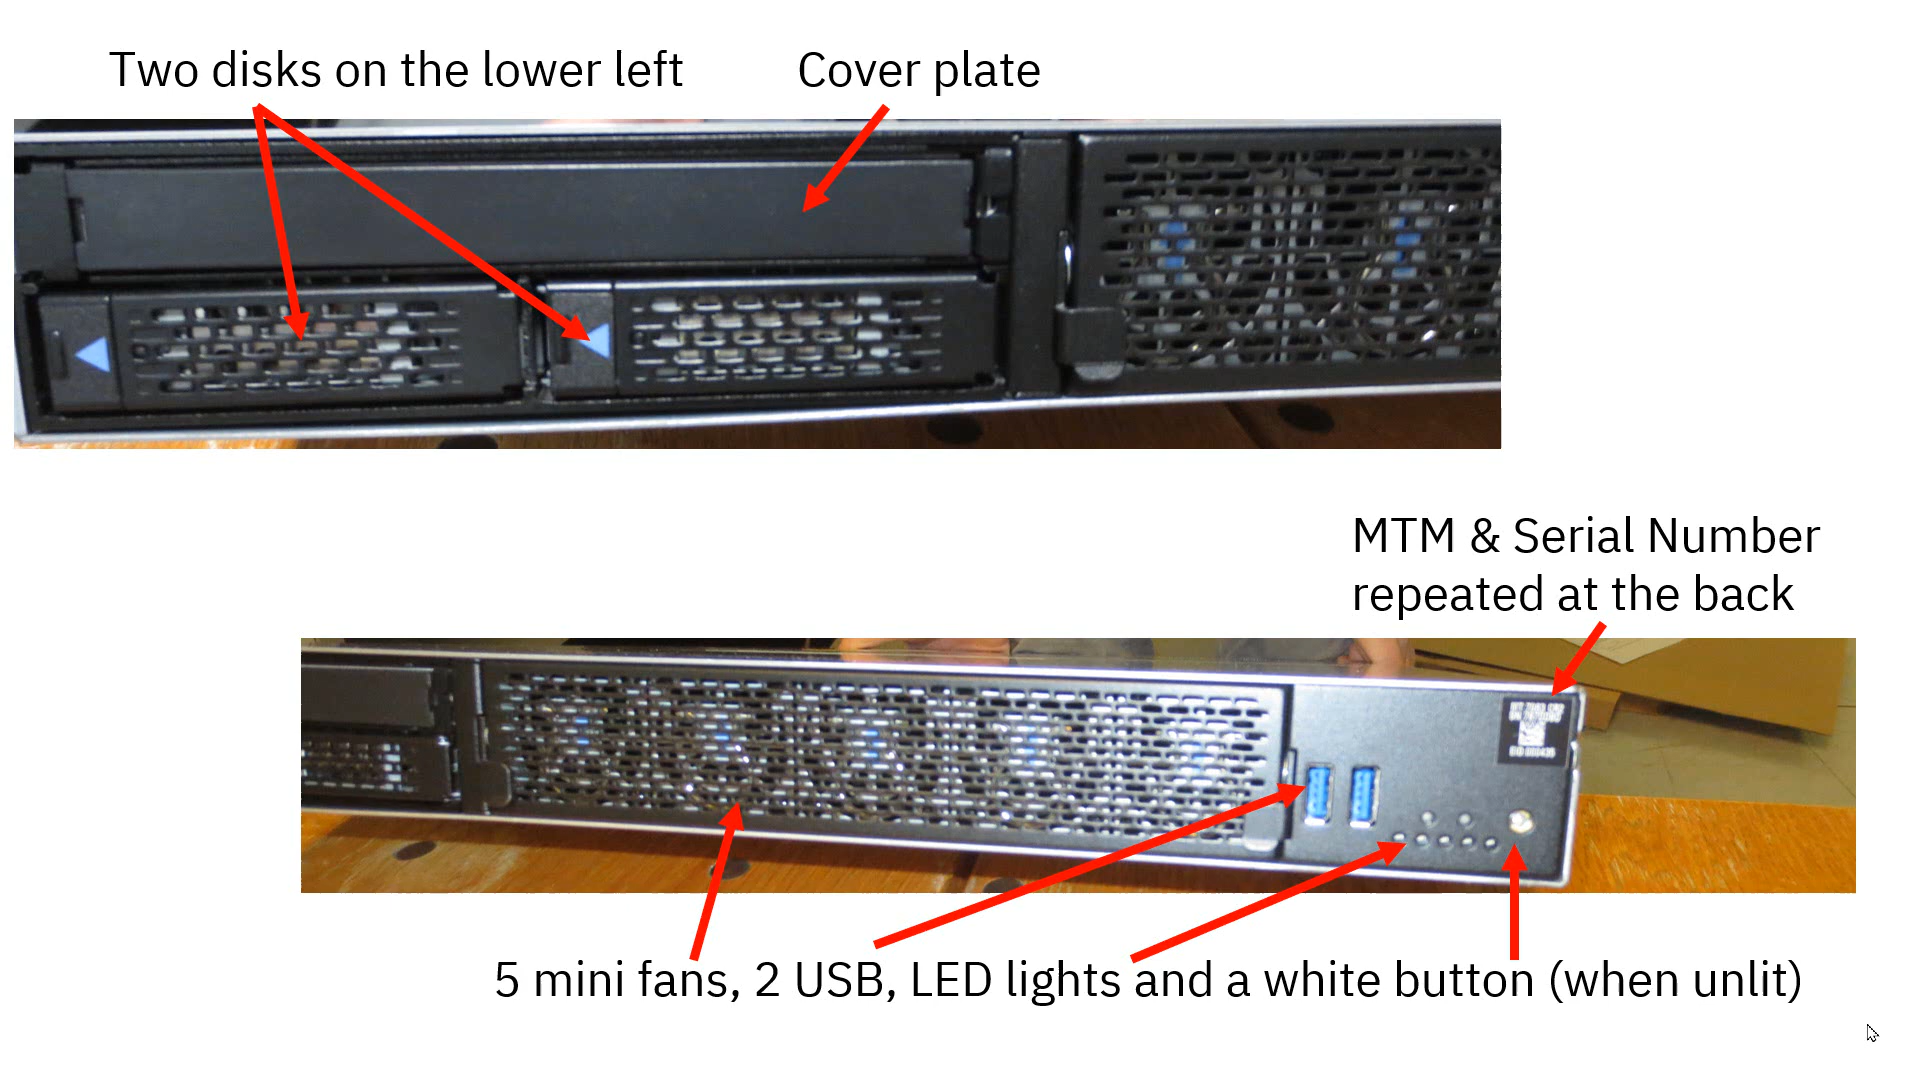 Two disks on the lower left
Cover plate
MTM & Serial Number
repeated at the back
5 mini fans, 2 USB, LED lights and a white button (when unlit)